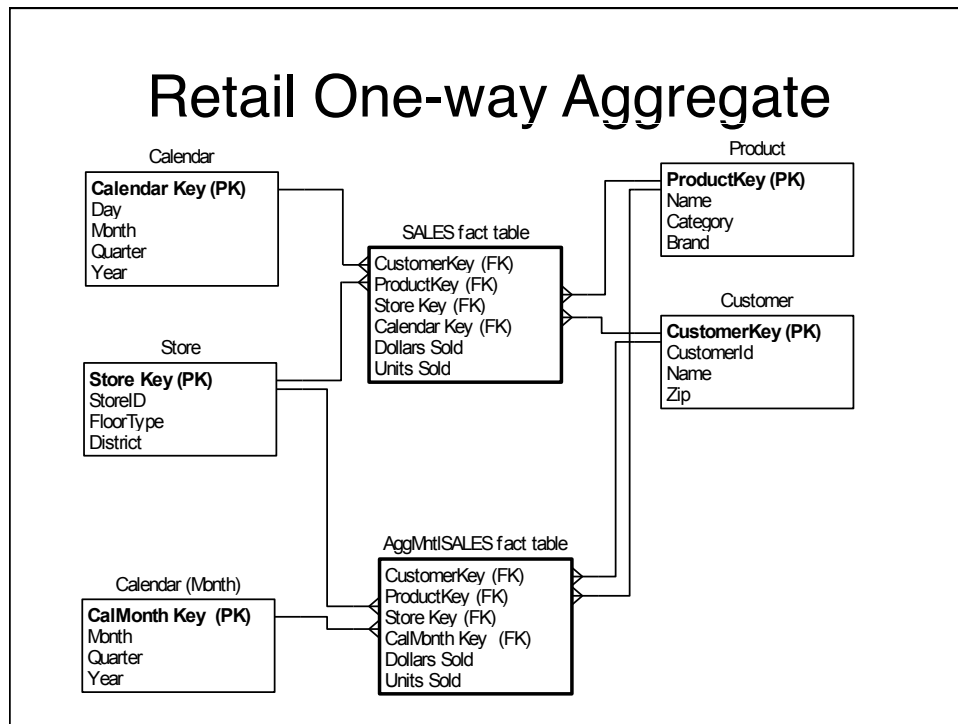 Retail One-way Aggregate
Calendar
Calendar Key (PK)
Day
Month
Quarter
Year
Store
Store Key (PK)
StoreID
FloorType
District
Calendar (Month)
CalMonth Key (PK)
Month
Quarter
Year
SALES fact table
CustomerKey (FK)
ProductKey (FK)
Store Key (FK)
Calendar Key (FK)
Dollars Sold
Units Sold
AggMntlSALES fact table
CustomerKey (FK)
ProductKey (FK)
Store Key (FK)
CalMonth Key (FK)
Dollars Sold
Units Sold
Product
ProductKey (PK)
Name
Category
Brand
Customer
CustomerKey (PK)
CustomerId
Name
Zip